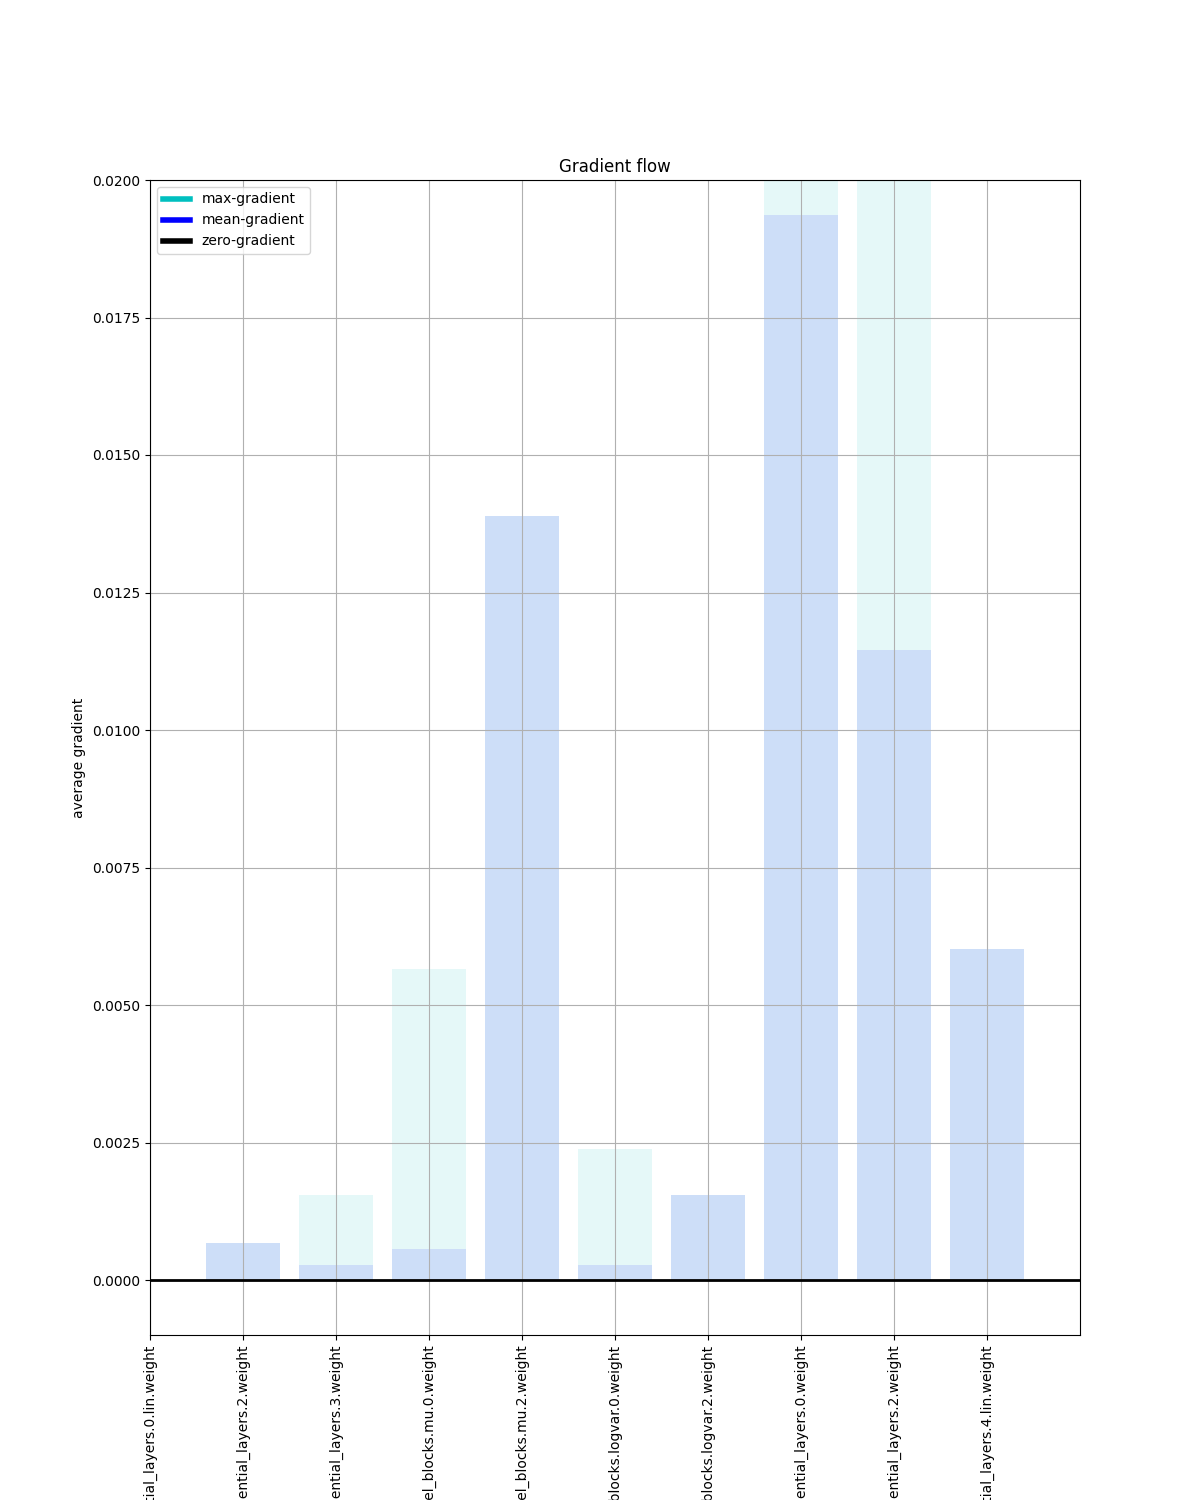 Gradient flow
max-gradient
mean-gradient
zero-gradient
0.0200
0.0175
0.0150
0.0125
0.0100
0.0075
0.0050
0.0025
0.0000
average gradient
tial_layers.0.lin.weight
ential_layers.2.weight
ential_layers.3.weight
el_blocks.mu.0.weight
el_blocks.mu.2.weight
blocks.logvar.0.weight
blocks.logvar.2.weight
ential_layers.0.weight
ential_layers.2.weight
tial_layers.4.lin.weight